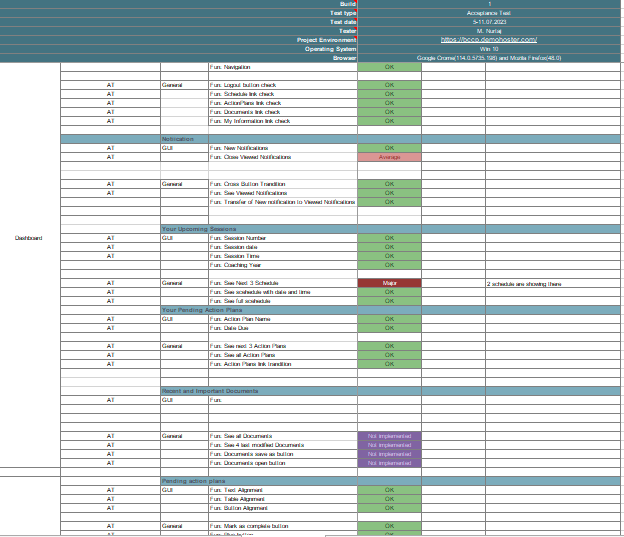 Build 1
Test type Acceptance Test
Test date 5-11.07.2023
Tester M. Nurtaj
Project Environment https://bccp.demohoster.com/
Operating System Win 10
Browser Google Crome(114.0.5735.198) and Mozila Firefox(48.0)
Fun: Navigation OK
AT General Fun: Logout button check OK
AT Fun: Schedule link check OK
AT Fun: ActionPlans link check OK
AT Fun: Documents link check OK
AT Fun: My Information link check OK
Notification
AT GUI Fun: New Notifications OK
AT Fun: Close Viewed Notifications Average
AT General Fun: Cross Button Trandition OK
AT Fun: See Viewed Notifications OK
Fun: Transfer of New notification to Viewed Notifications OK
Your Upcoming Sessions
Dashboard AT GUI Fun: Session Number OK
AT Fun: Session date OK
AT Fun: Session Time OK
Fun: Coaching Year OK
AT General Fun: See Next 3 Schedule Major 2 schedule are showing there
AT Fun: See scehedule with date and time OK
AT Fun: See full scehedule OK
Your Pending Action Plans
AT GUI Fun: Action Plan Name OK
AT Fun: Date Due OK
AT General Fun: See next 3 Action Plans OK
AT Fun: See all Action Plans OK
AT Fun: Action Plans link trandition OK
Recent and Important Documents
AT GUI Fun:
AT General Fun: See all Documents Not implemented
AT Fun: See 4 last modified Documents Not implemented
AT Fun: Documents save as button Not implemented
AT Fun: Documents open button Not implemented
Pending action plans
AT GUI Fun: Text Alignment OK
AT Fun: Table Alignment OK
AT Fun: Button Alignment OK
AT General Fun: Mark as complete button OK